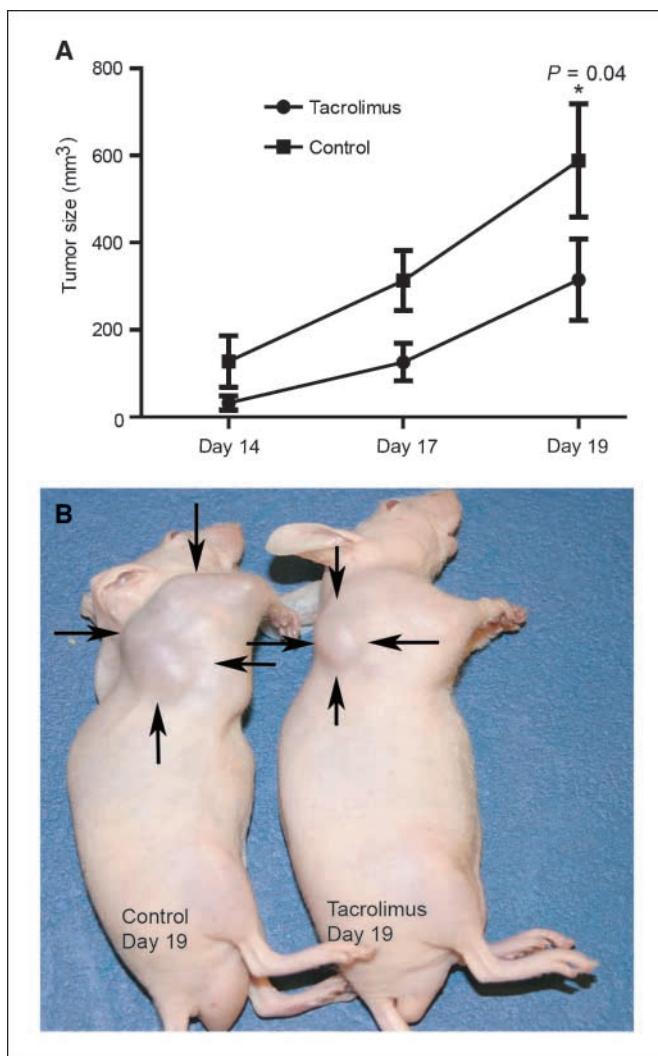 A
800
P = 0.04
*
Tacrolimus
Control
600
400
200
0
Tumor size (mm³)
Day 14
Day 17
Day 19
B
Control
Day 19
Tacrolimus
Day 19